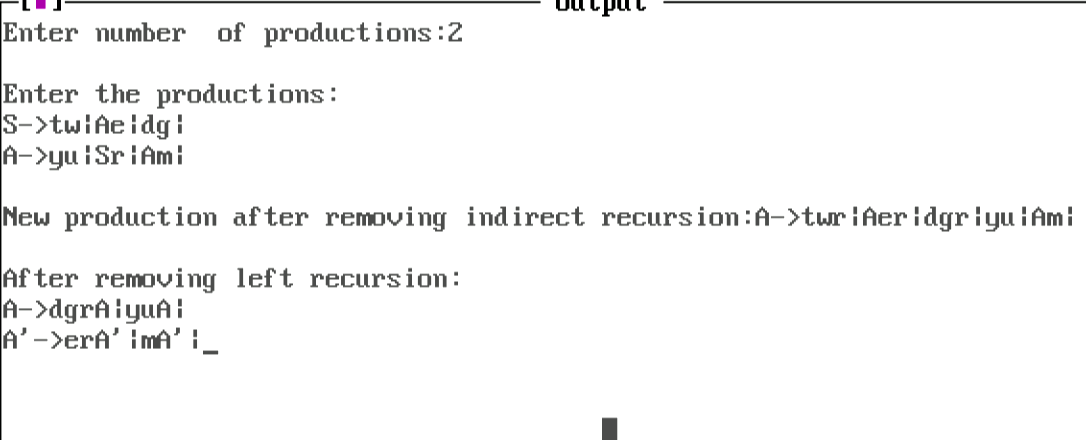 [■] Output
Enter number  of productions:2
Enter the productions:
S->tw|Ae|dg|
A->yu|Sr|Am|
New production after removing indirect recursion:A->twr|Aer|dgr|yu|Am|
After removing left recursion:
A->dgrA|yuA|
A'->erA'|mA'|_